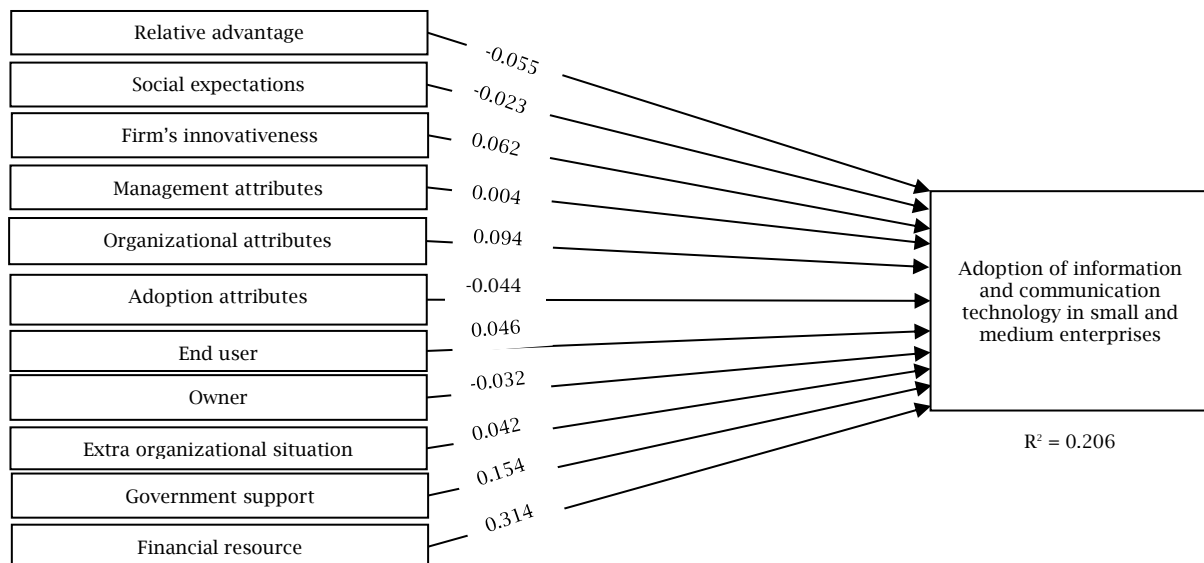 Relative advantage
-0.055
Social expectations
-0.023
Firm's innovativeness
0.062
Management attributes
0.004
Organizational attributes
0.094
Adoption attributes
-0.044
End user
0.046
Owner
-0.032
Extra organizational situation
0.042
Government support
0.154
Financial resource
0.314
Adoption of information
and communication
technology in small and
medium enterprises
R² = 0.206